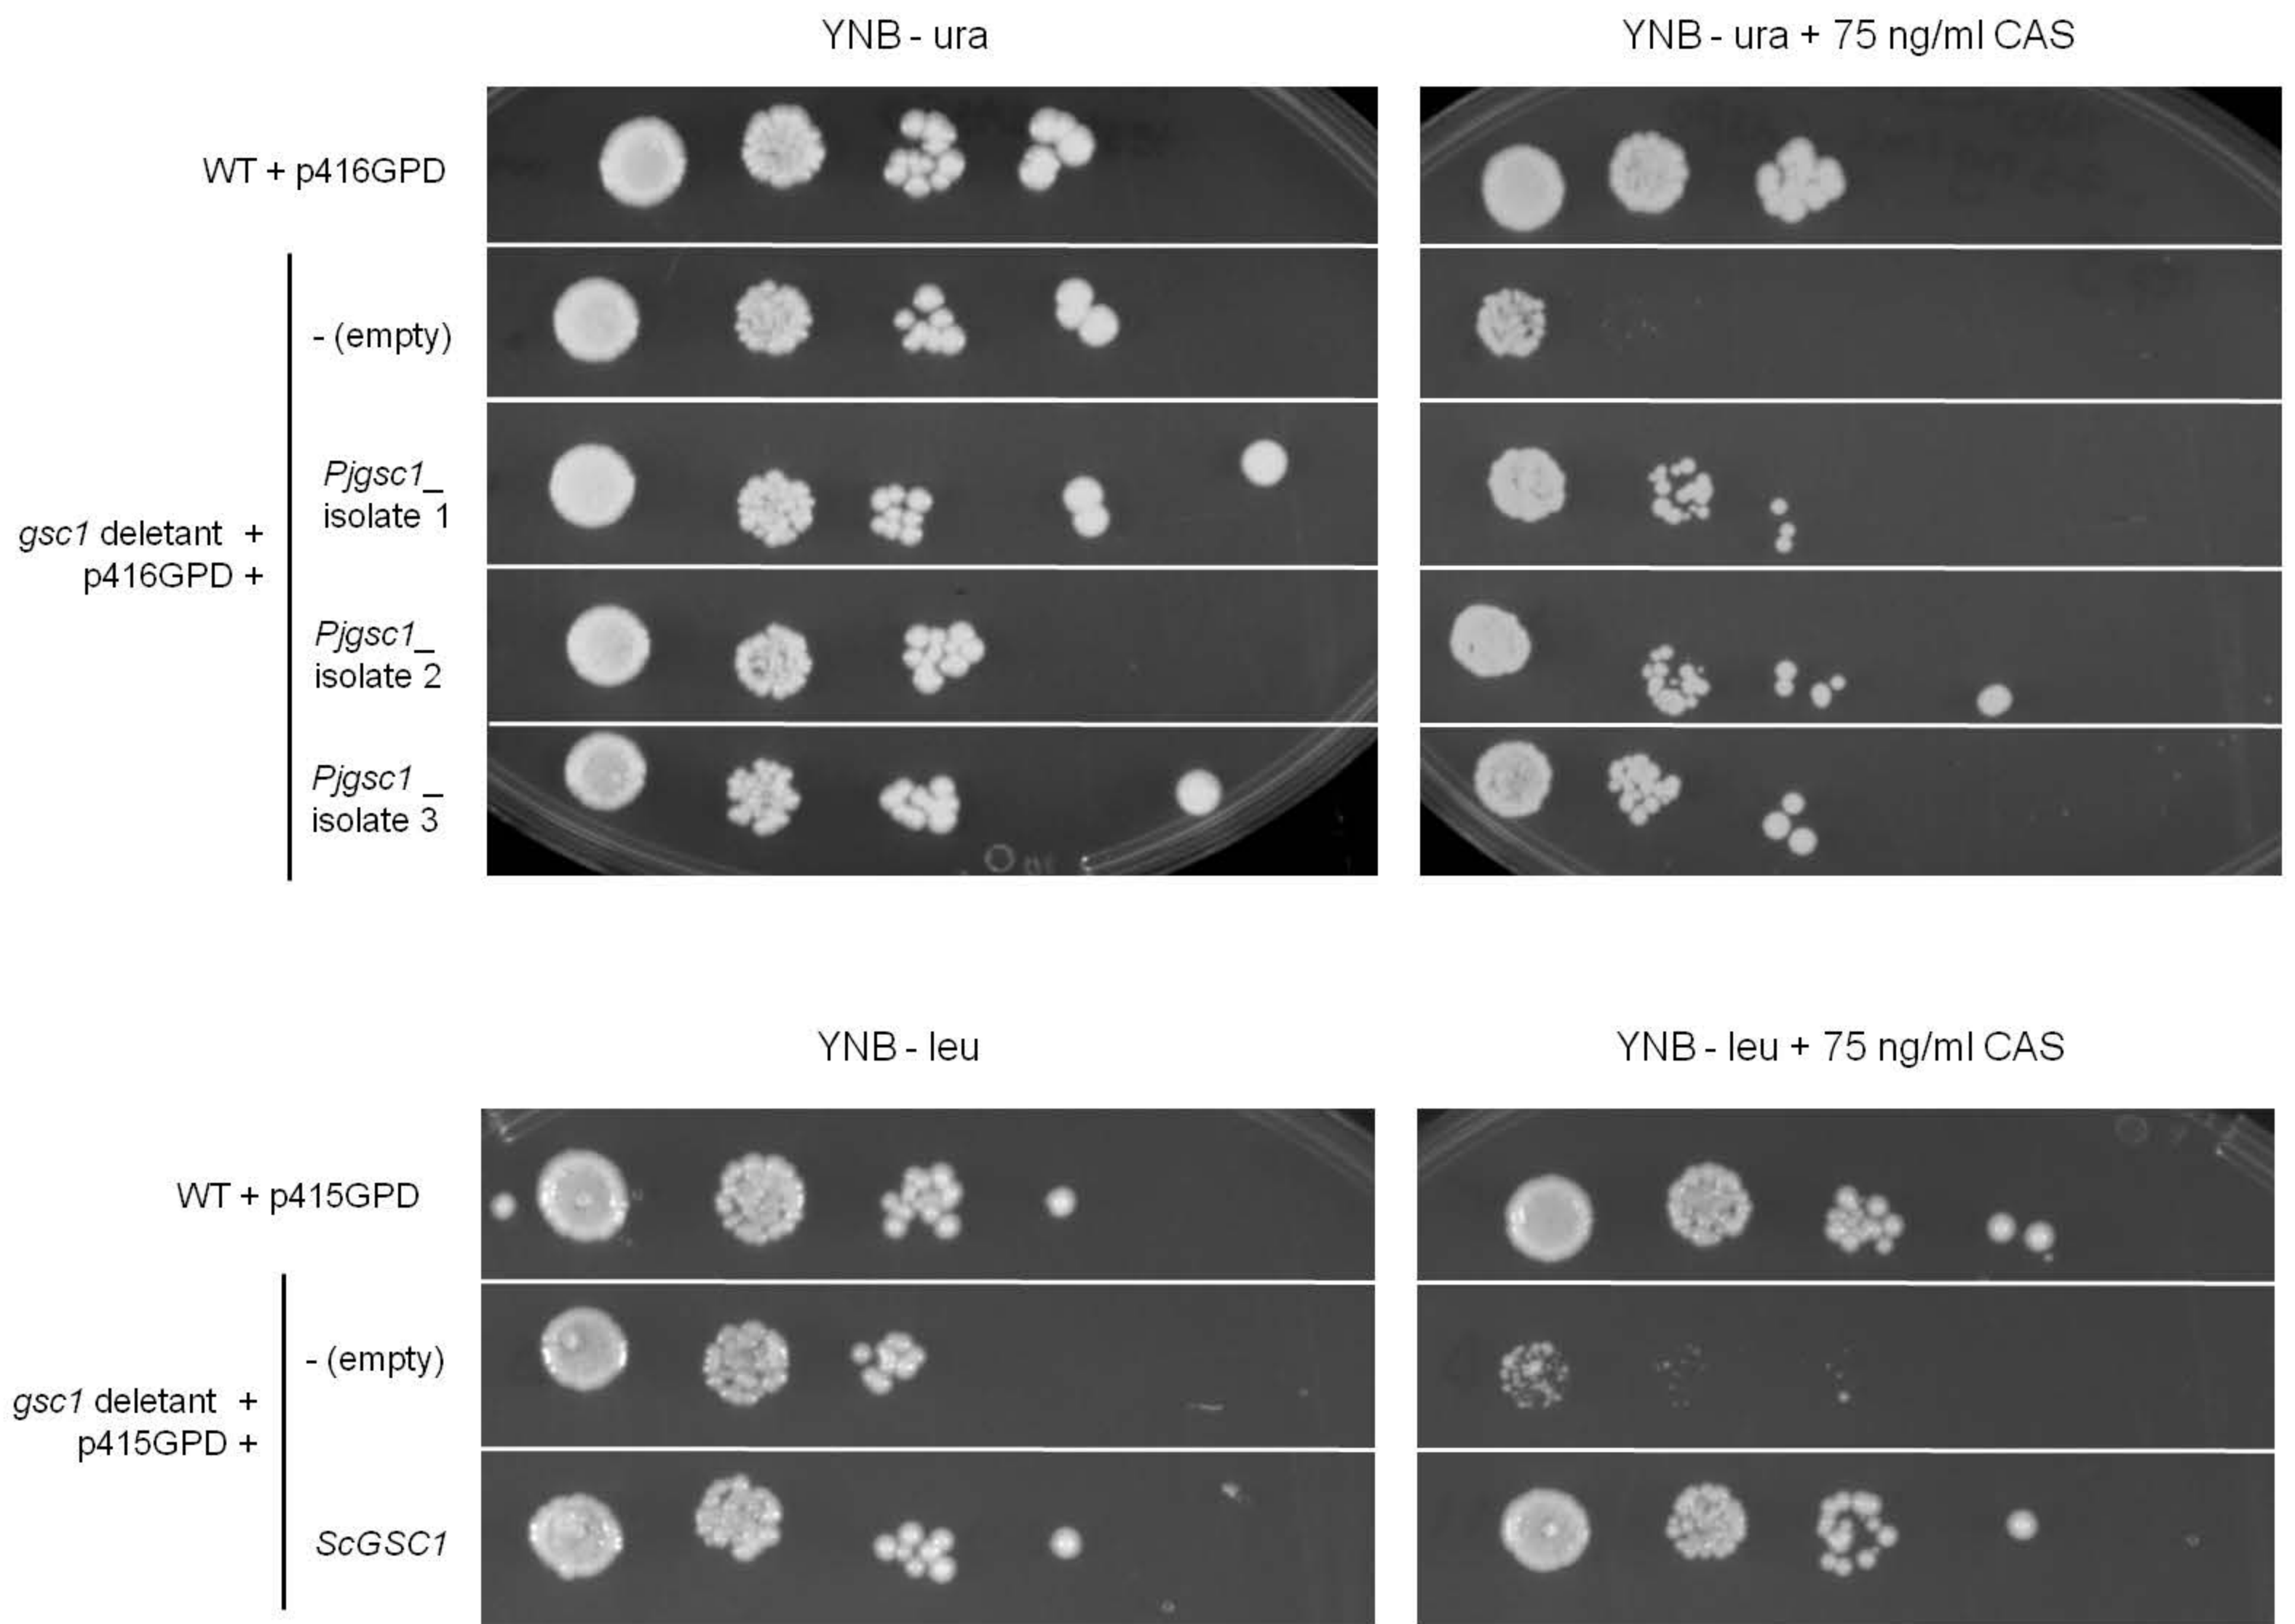 YNB - ura
YNB - ura + 75 ng/ml CAS
WT + p416GPD
- (empty)
Pjgsc1_
isolate 1
gsc1 deletant +
p416GPD +
Pjgsc1_
isolate 2
Pjgsc1_
isolate 3
YNB - leu
YNB - leu + 75 ng/ml CAS
WT + p415GPD
- (empty)
gsc1 deletant +
p415GPD +
ScGSC1